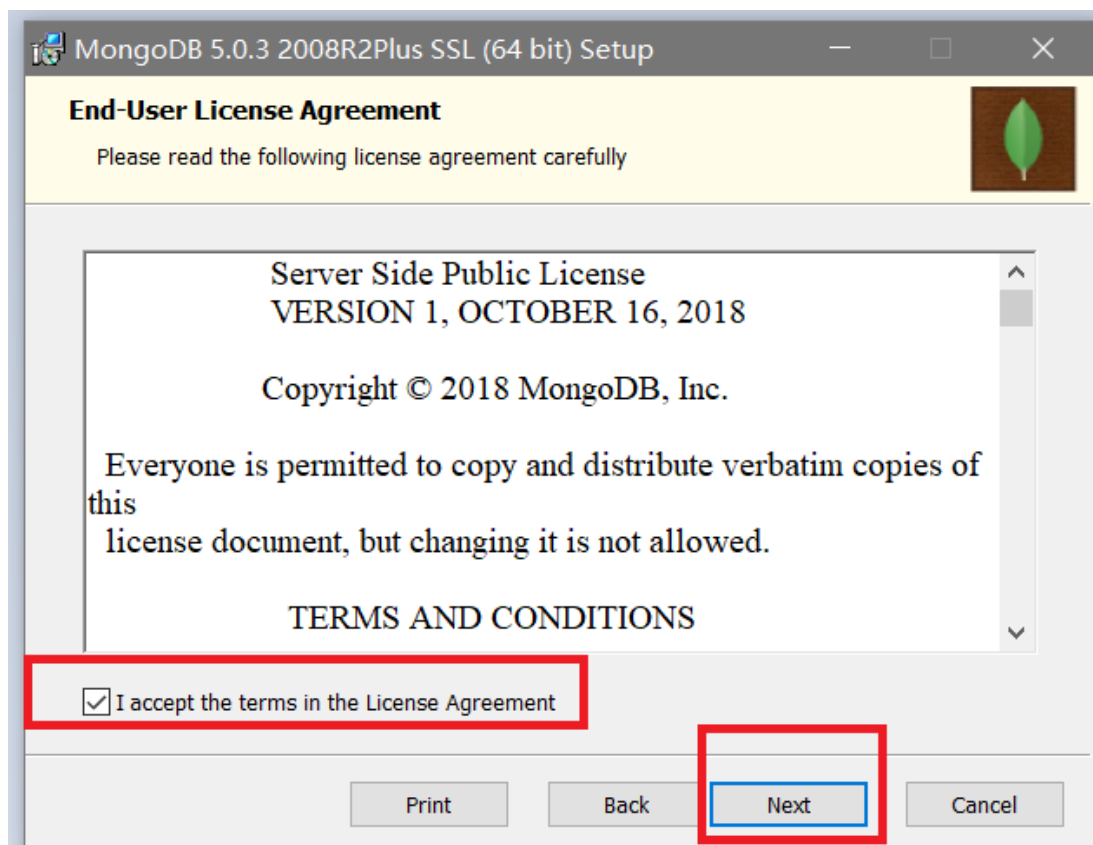 MongoDB 5.0.3 2008R2Plus SSL (64 bit) Setup
End-User License Agreement
Please read the following license agreement carefully
Server Side Public License
VERSION 1, OCTOBER 16, 2018
Copyright © 2018 MongoDB, Inc.
Everyone is permitted to copy and distribute verbatim copies of
this
license document, but changing it is not allowed.
TERMS AND CONDITIONS
I accept the terms in the License Agreement
Print Back Next Cancel